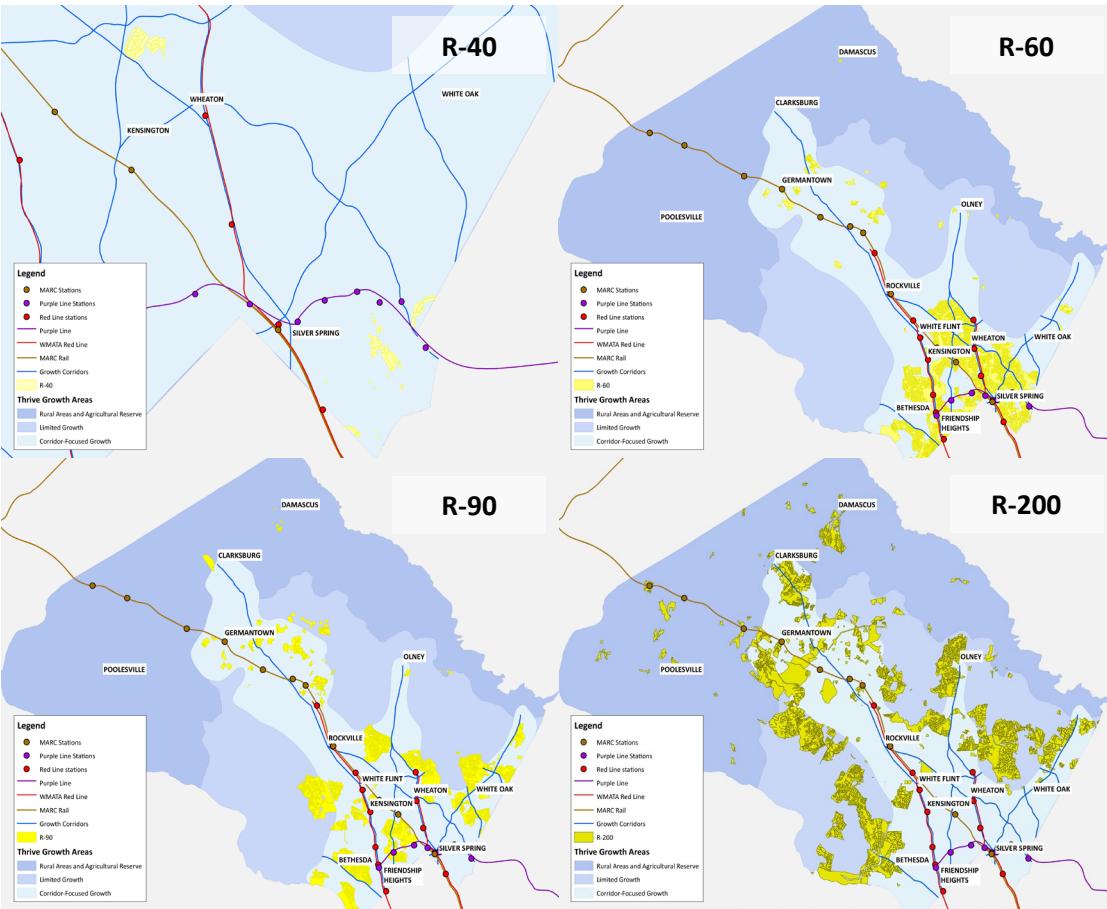 R-40
WHITE OAK
WHEATON
KENSINGTON
SILVER SPRING
Legend
MARC Stations
Purple Line Stations
Red Line stations
Purple Line
WMATA Red Line
MARC Rail
Growth Corridors
R-40
Thrive Growth Areas
Rural Areas and Agricultural Reserve
Limited Growth
Corridor-Focused Growth
R-60
DAMASCUS
CLARKSBURG
GERMANTOWN
POOLESVILLE
OLNEY
ROCKVILLE
WHITE FLINT
WHEATON
WHITE OAK
KENSINGTON
SILVER SPRING
BETHESDA
FRIENDSHIP
HEIGHTS
Legend
MARC Stations
Purple Line Stations
Red Line stations
Purple Line
WMATA Red Line
MARC Rail
Growth Corridors
R-60
Thrive Growth Areas
Rural Areas and Agricultural Reserve
Limited Growth
Corridor-Focused Growth
R-90
DAMASCUS
CLARKSBURG
GERMANTOWN
OLNEY
POOLESVILLE
ROCKVILLE
WHITE FLINT
WHEATON
WHITE OAK
KENSINGTON
SILVER SPRING
BETHESDA
FRIENDSHIP
HEIGHTS
Legend
MARC Stations
Purple Line Stations
Red Line stations
Purple Line
WMATA Red Line
MARC Rail
Growth Corridors
R-90
Thrive Growth Areas
Rural Areas and Agricultural Reserve
Limited Growth
Corridor-Focused Growth
R-200
DAMASCUS
CLARKSBURG
GERMANTOWN
OLNEY
POOLESVILLE
ROCKVILLE
WHITE FLINT
WHEATON
WHITE OAK
KENSINGTON
SILVER SPRING
BETHESDA
FRIENDSHIP
HEIGHTS
Legend
MARC Stations
Purple Line Stations
Red Line stations
Purple Line
WMATA Red Line
MARC Rail
Growth Corridors
R-200
Thrive Growth Areas
Rural Areas and Agricultural Reserve
Limited Growth
Corridor-Focused Growth